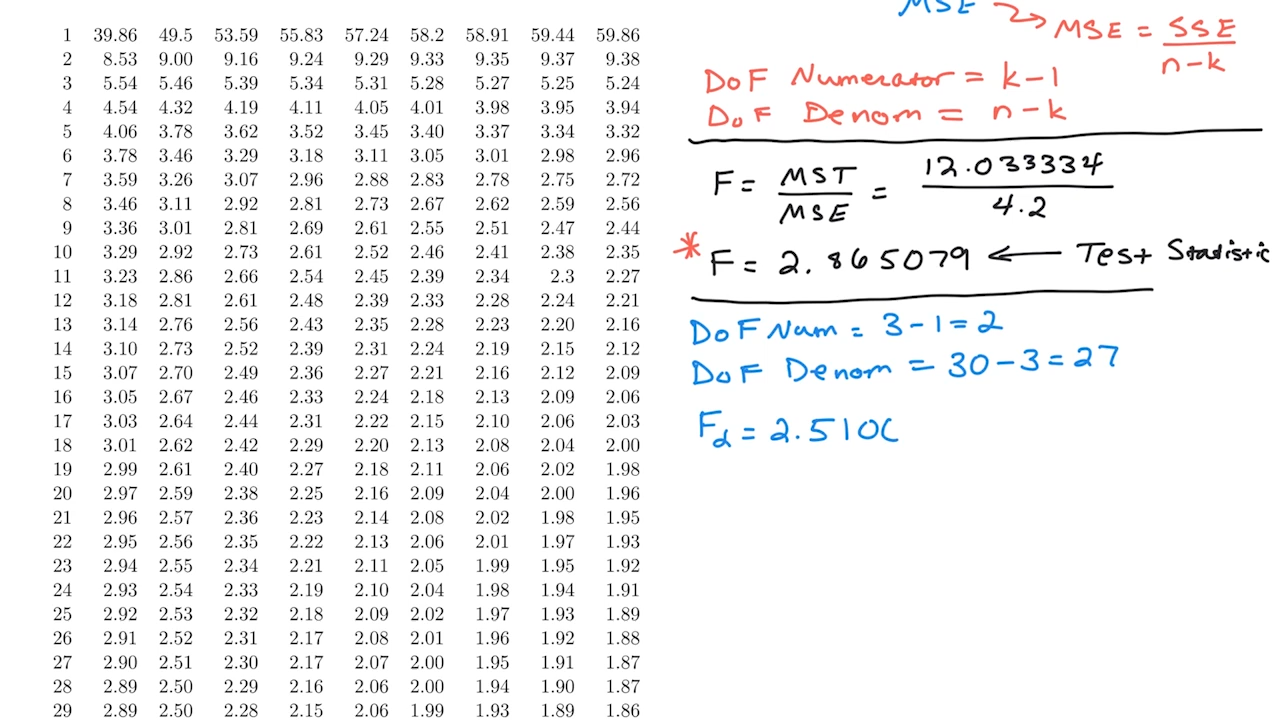 1 39.86 49.5 53.59 55.83 57.24 58.2 58.91 59.44 59.86
2 8.53 9.00 9.16 9.24 9.29 9.33 9.35 9.37 9.38
3 5.54 5.46 5.39 5.34 5.31 5.28 5.27 5.25 5.24
4 4.54 4.32 4.19 4.11 4.05 4.01 3.98 3.95 3.94
5 4.06 3.78 3.62 3.52 3.45 3.40 3.37 3.34 3.32
6 3.78 3.46 3.29 3.18 3.11 3.05 3.01 2.98 2.96
7 3.59 3.26 3.07 2.96 2.88 2.83 2.78 2.75 2.72
8 3.46 3.11 2.92 2.81 2.73 2.67 2.62 2.59 2.56
9 3.36 3.01 2.81 2.69 2.61 2.55 2.51 2.47 2.44
10 3.29 2.92 2.73 2.61 2.52 2.46 2.41 2.38 2.35
11 3.23 2.86 2.66 2.54 2.45 2.39 2.34 2.3 2.27
12 3.18 2.81 2.61 2.48 2.39 2.33 2.28 2.24 2.21
13 3.14 2.76 2.56 2.43 2.35 2.28 2.23 2.20 2.16
14 3.10 2.73 2.52 2.39 2.31 2.24 2.19 2.15 2.12
15 3.07 2.70 2.49 2.36 2.27 2.21 2.16 2.12 2.09
16 3.05 2.67 2.46 2.33 2.24 2.18 2.13 2.09 2.06
17 3.03 2.64 2.44 2.31 2.22 2.15 2.10 2.06 2.03
18 3.01 2.62 2.42 2.29 2.20 2.13 2.08 2.04 2.00
19 2.99 2.61 2.40 2.27 2.18 2.11 2.06 2.02 1.98
20 2.97 2.59 2.38 2.25 2.16 2.09 2.04 2.00 1.96
21 2.96 2.57 2.36 2.23 2.14 2.08 2.02 1.98 1.95
22 2.95 2.56 2.35 2.22 2.13 2.06 2.01 1.97 1.93
23 2.94 2.55 2.34 2.21 2.11 2.05 1.99 1.95 1.92
24 2.93 2.54 2.33 2.19 2.10 2.04 1.98 1.94 1.91
25 2.92 2.53 2.32 2.18 2.09 2.02 1.97 1.93 1.89
26 2.91 2.52 2.31 2.17 2.08 2.01 1.96 1.92 1.88
27 2.90 2.51 2.30 2.17 2.07 2.00 1.95 1.91 1.87
28 2.89 2.50 2.29 2.16 2.06 2.00 1.94 1.90 1.87
29 2.89 2.50 2.28 2.15 2.06 1.99 1.93 1.89 1.86
MSE
MSE = SSE
n-k
DoF Numerator = k-1
DoF Denom = n-k
F = MST = 12.033334
MSE 4.2
* F = 2.865079 ← Test Statistic
DoF Num = 3-1=2
DoF Denom = 30-3=27
Fα = 2.510